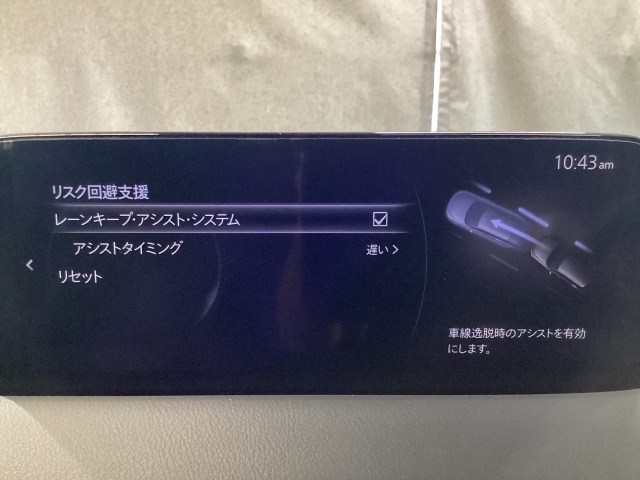 10:43am
リスク回避支援
レーンキープ・アシスト・システム
アシストタイミング 遅い
リセット
車線逸脱時のアシストを有効
にします。